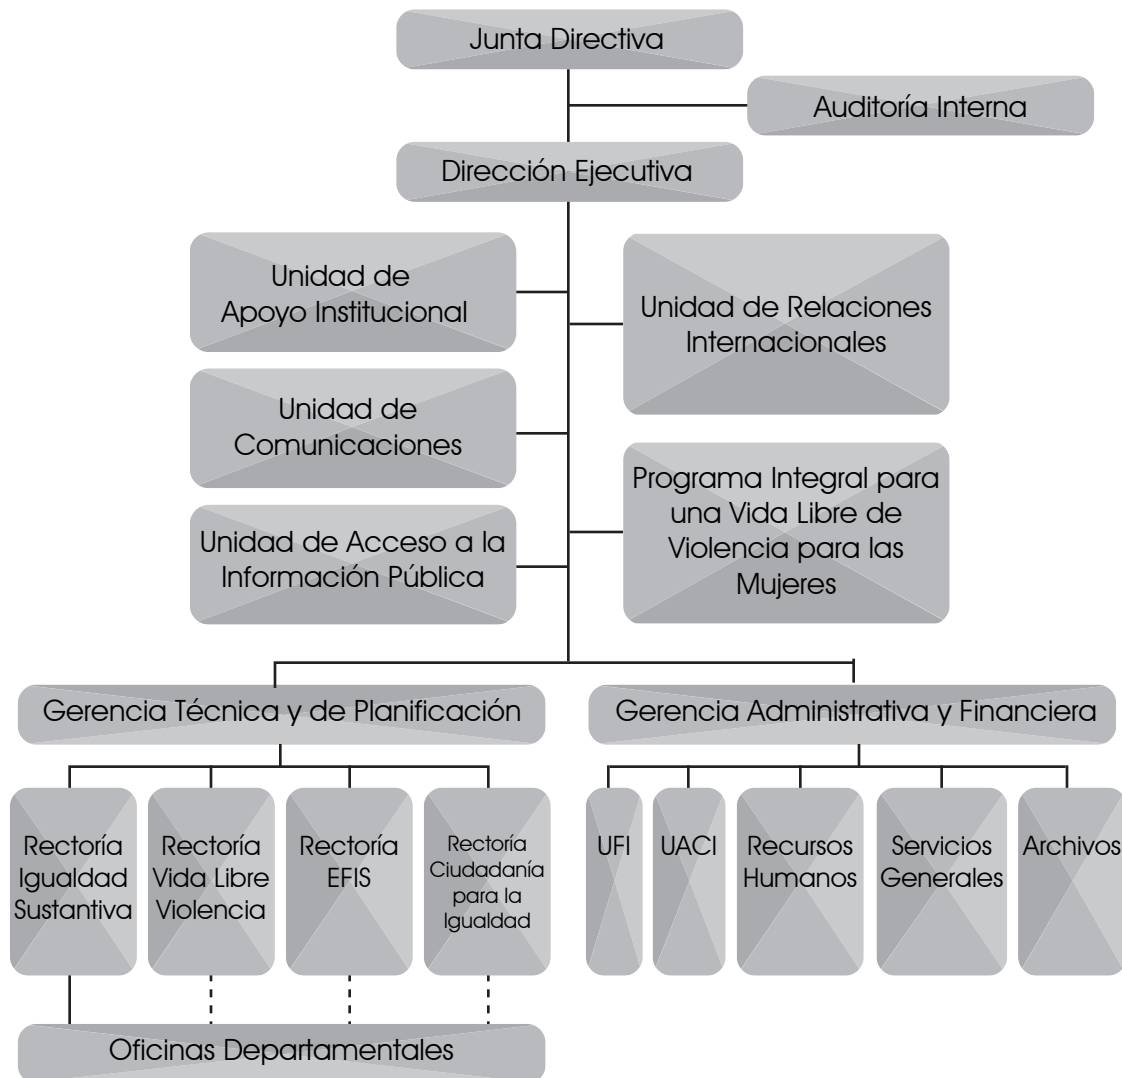 Junta Directiva
Auditoría Interna
Dirección Ejecutiva
Unidad de
Apoyo Institucional
Unidad de Relaciones
Internacionales
Unidad de
Comunicaciones
Programa Integral para
una Vida Libre de
Violencia para las
Mujeres
Unidad de Acceso a la
Información Pública
Gerencia Técnica y de Planificación
Gerencia Administrativa y Financiera
Rectoría
Igualdad
Sustantiva
Rectoría
Vida Libre
Violencia
Rectoría
EFIS
Rectoría
Ciudadanía
para la
Igualdad
UFI
UACI
Recursos
Humanos
Servicios
Generales
Archivos
Oficinas Departamentales